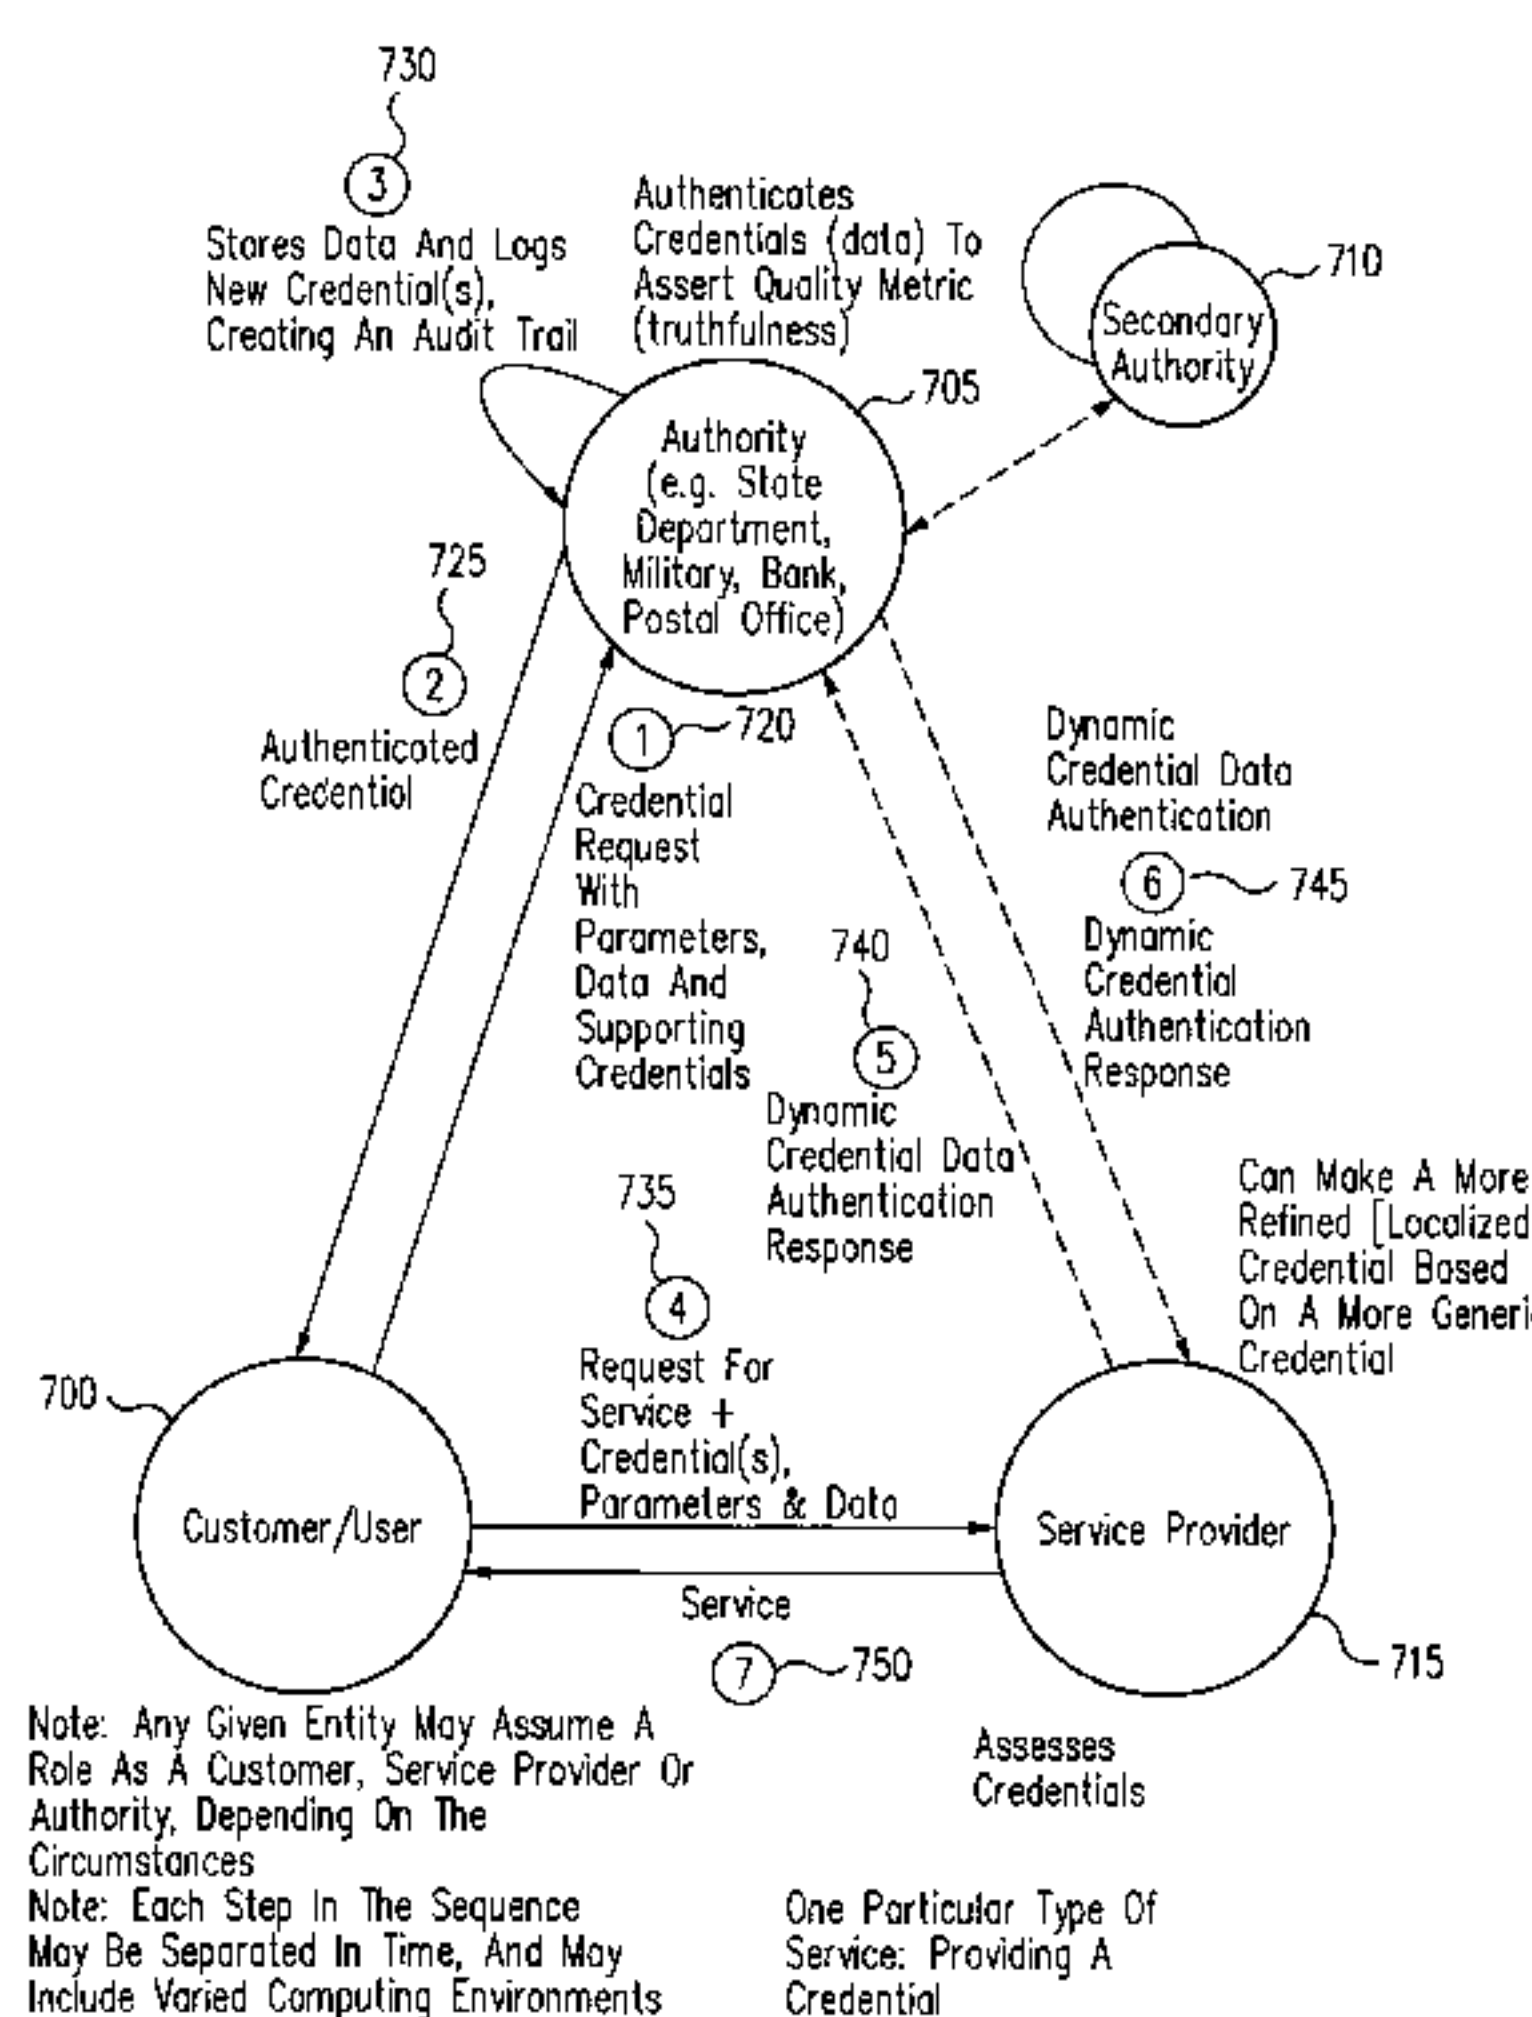 730
3
Stores Data And Logs
New Credential(s),
Creating An Audit Trail
Authenticates
Credentials (data) To
Assert Quality Metric
(truthfulness)
710
Secondary
Authority
705
Authority
(e.g. State
Department,
Military, Bank,
Postal Office)
725
2
Authenticated
Credential
1
720
Credential
Request
With
Parameters,
Data And
Supporting
Credentials
Dynamic
Credential Data
Authentication
6
745
Dynamic
Credential
Authentication
Response
740
5
Dynamic
Credential Data
Authentication
Response
735
4
Request For
Service +
Credential(s),
Parameters & Data
Can Make A More
Refined [Localized
Credential Based
On A More Generi
Credential
700
Customer/User
Service Provider
Service
7
750
715
Note: Any Given Entity May Assume A
Role As A Customer, Service Provider Or
Authority, Depending On The
Circumstances
Note: Each Step In The Sequence
May Be Separated In Time, And May
Include Varied Computing Environments
Assesses
Credentials
One Particular Type Of
Service: Providing A
Credential